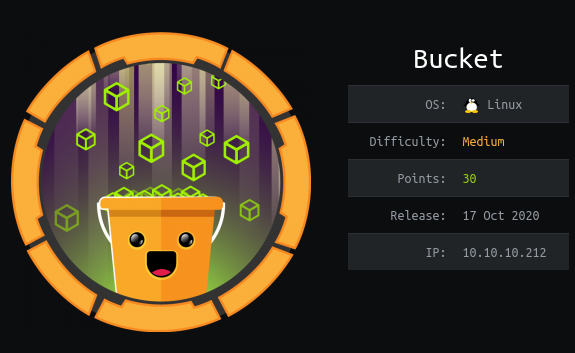 Bucket
OS: Linux
Difficulty: Medium
Points: 30
Release: 17 Oct 2020
IP: 10.10.10.212